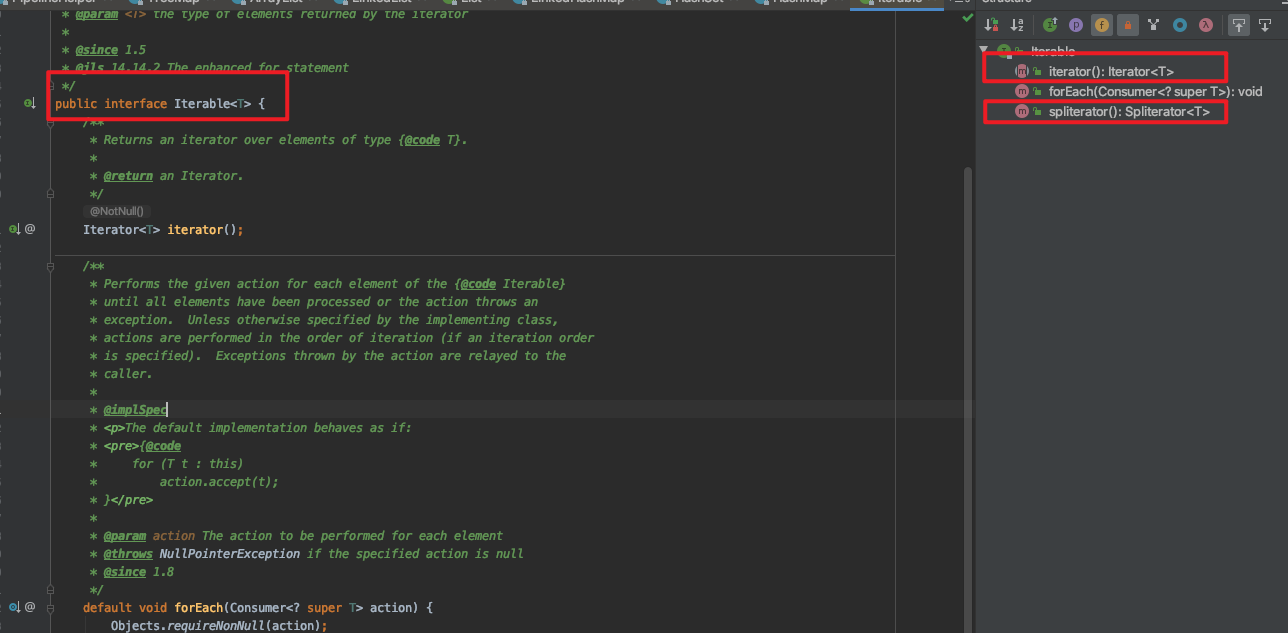 PipelineHelper TreeMap ArrayList LinkedList List LinkedHashMap HashSet HashMap Iterable Structure
* @param <T> the type of elements returned by the iterator
*
* @since 1.5
* @jls 14.14.2 The enhanced for statement
*/
public interface Iterable<T> {
/**
* Returns an iterator over elements of type {@code T}.
*
* @return an Iterator.
*/
@NotNull()
Iterator<T> iterator();
/**
* Performs the given action for each element of the {@code Iterable}
* until all elements have been processed or the action throws an
* exception.  Unless otherwise specified by the implementing class,
* actions are performed in the order of iteration (if an iteration order
* is specified).  Exceptions thrown by the action are relayed to the
* caller.
*
* @implSpec
* <p>The default implementation behaves as if:
* <pre>{@code
*     for (T t : this)
*         action.accept(t);
* }</pre>
*
* @param action The action to be performed for each element
* @throws NullPointerException if the specified action is null
* @since 1.8
*/
default void forEach(Consumer<? super T> action) {
Objects.requireNonNull(action);
Iterable
iterator(): Iterator<T>
forEach(Consumer<? super T>): void
spliterator(): Spliterator<T>